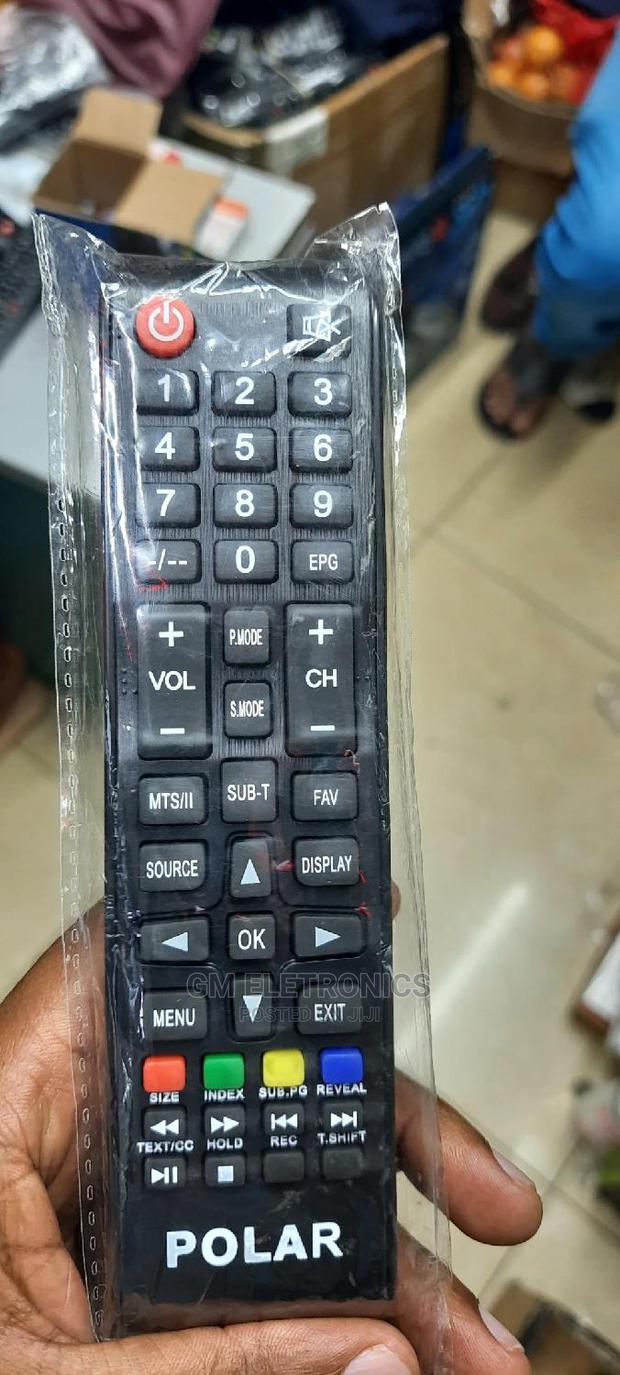 1 2 3
4 5 6
7 8 9
-/-- 0 EPG
+ P.MODE +
VOL CH
- S.MODE -
MTS/II SUB-T FAV
SOURCE DISPLAY
OK
GM ELETRONICS
POSTED ON JIJI
MENU EXIT
SIZE INDEX SUB.PG REVEAL
TEXT/CC HOLD REC T.SHIFT
POLAR